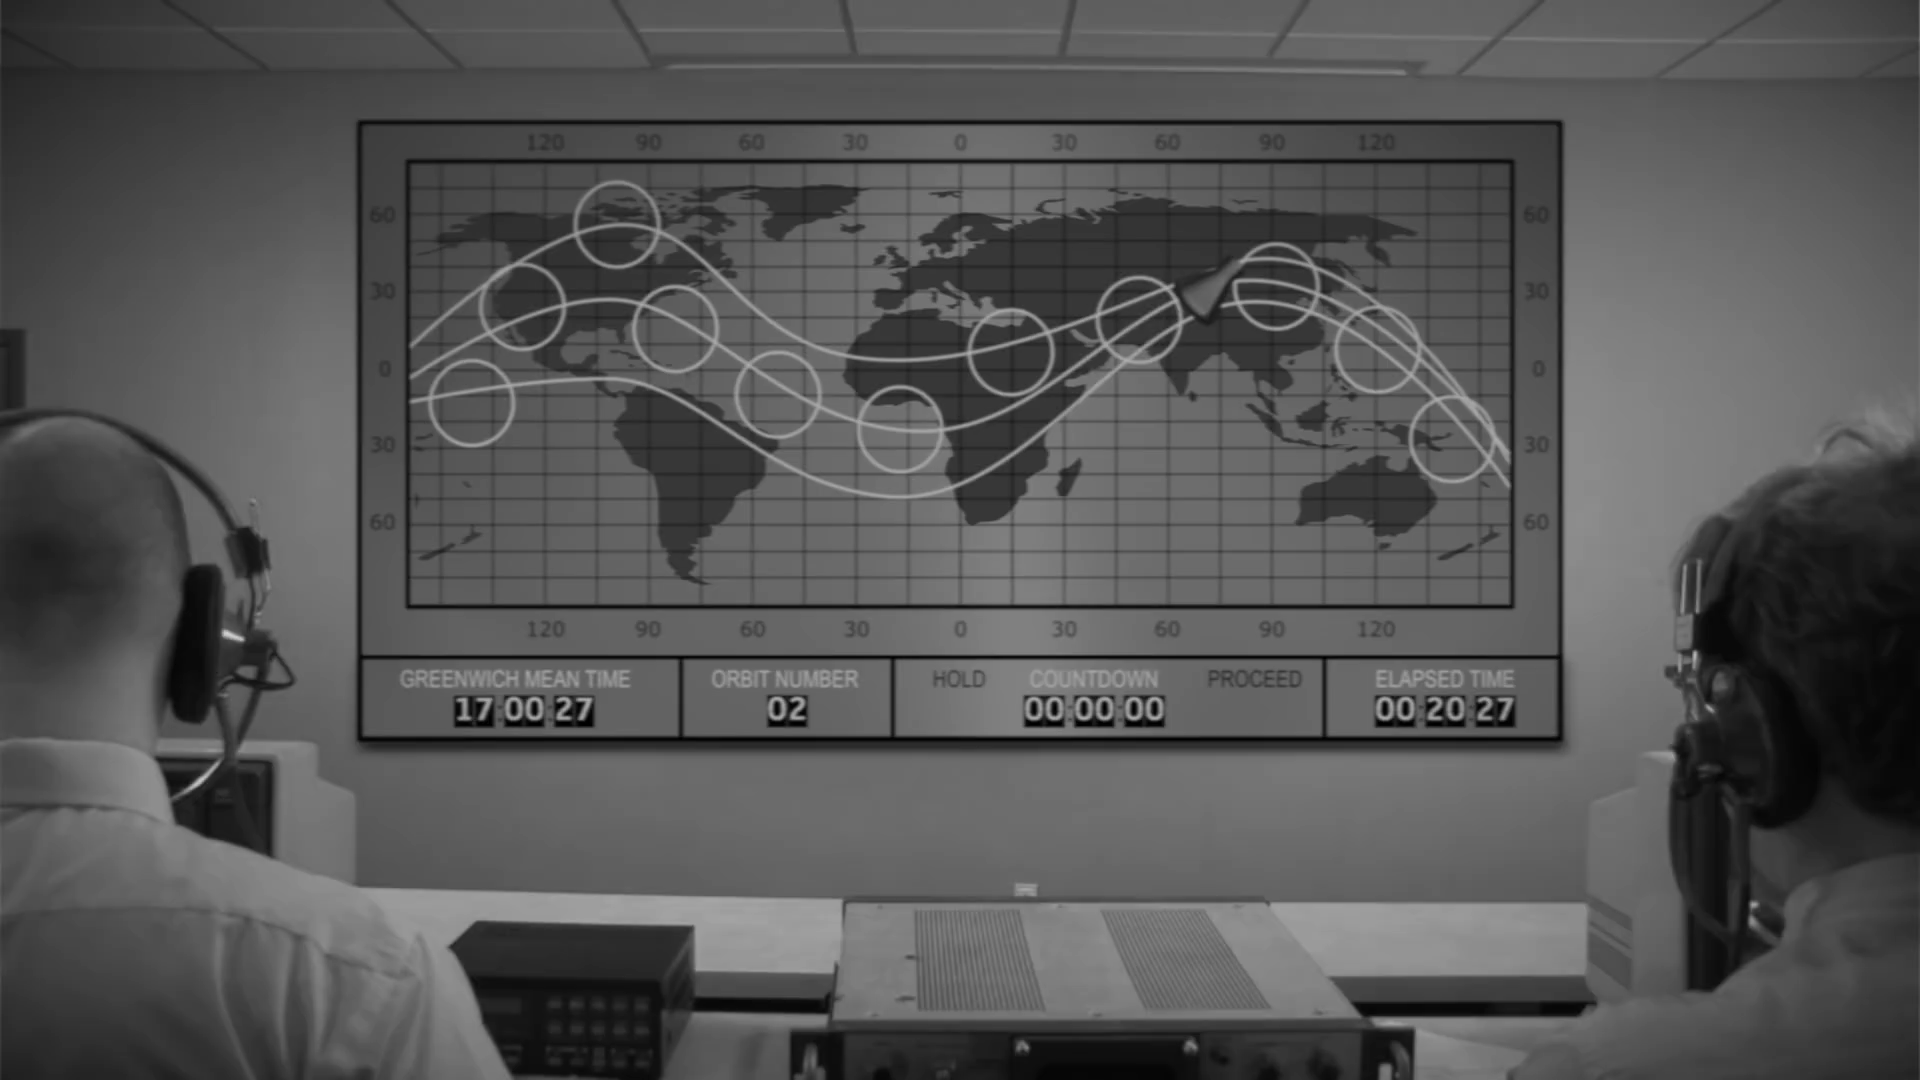 120 90 60 30 0 30 60 90 120
60 60
30 30
0 0
30 30
60 60
120 90 60 30 0 30 60 90 120
GREENWICH MEAN TIME ORBIT NUMBER HOLD COUNTDOWN PROCEED ELAPSED TIME
17:00:27 02 00:00:00 00:20:27